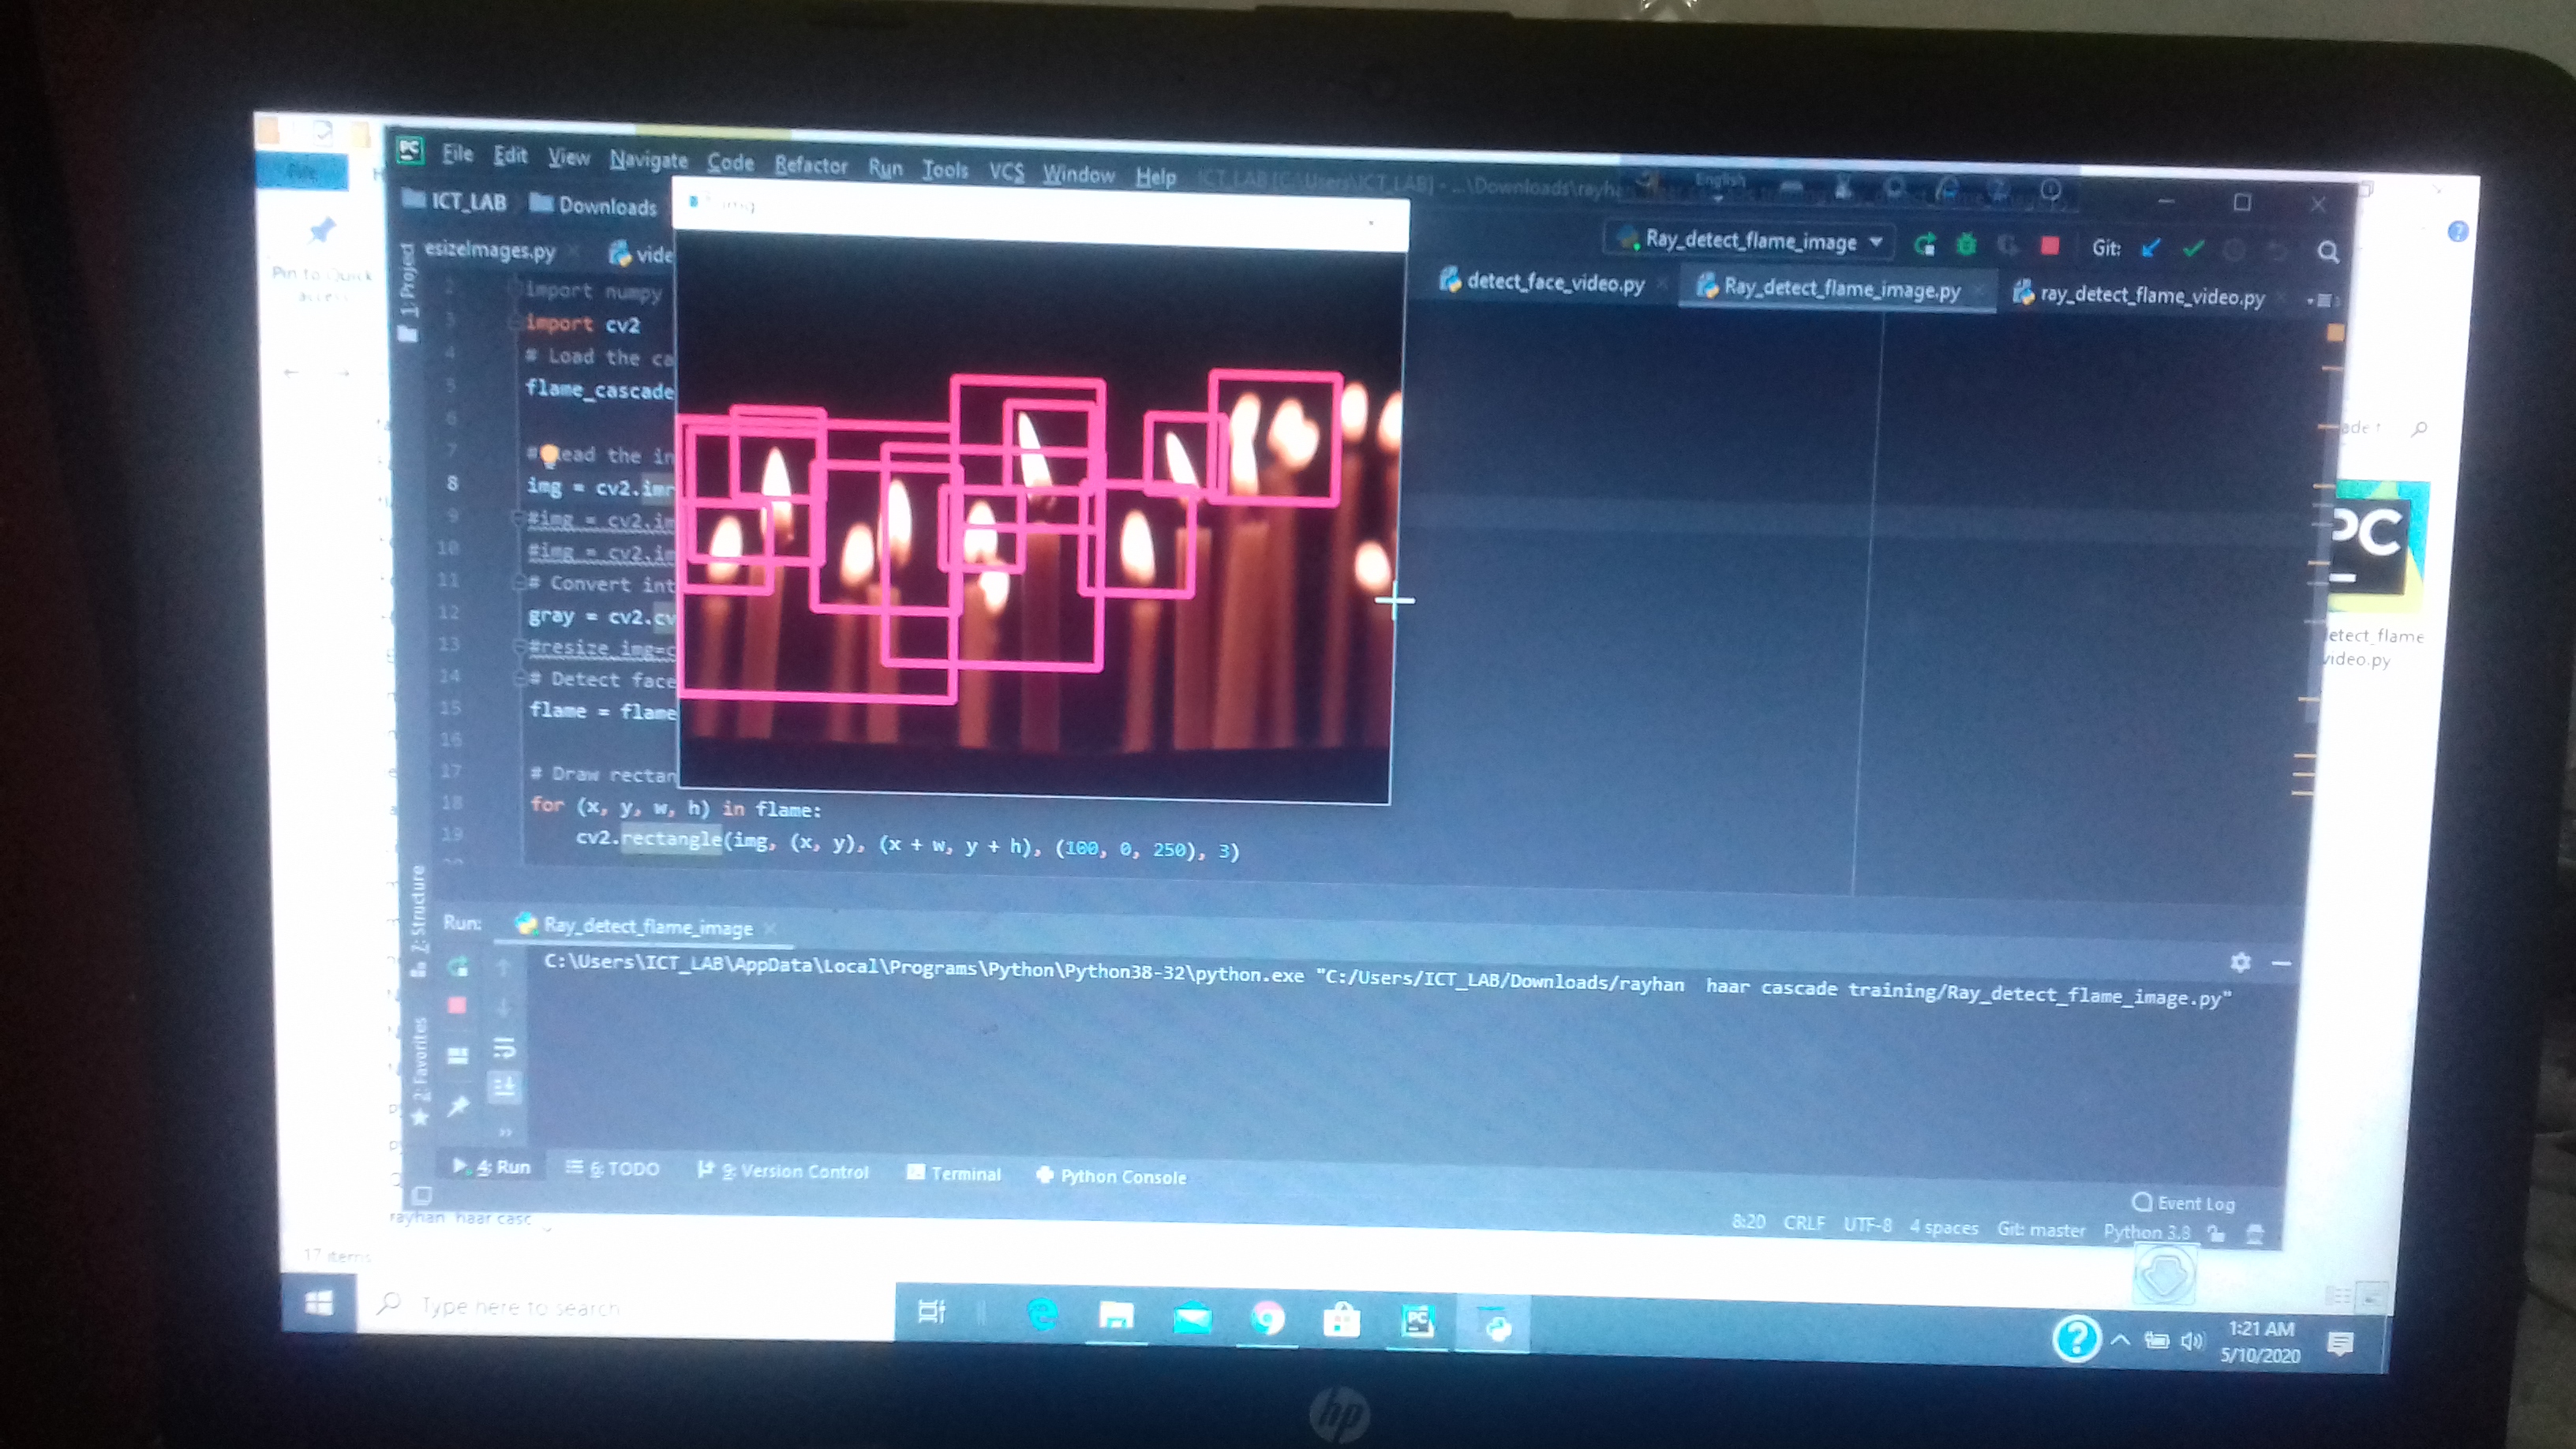 File Edit View Navigate Code Refactor Run Tools VCS Window Help ICT_LAB [C:\Users\ICT_LAB] - ...\Downloads\rayha
English
ICT_LAB Downloads
img
Ray_detect_flame_image Git:
esizeImages.py vide
detect_face_video.py Ray_detect_flame_image.py ray_detect_flame_video.py
Pin to Quick
access
1: Project
2 import numpy
3 import cv2
4 # Load the ca
5 flame_cascade
6
7 # ead the in
8 img = cv2.imr
9 #img = cv2.im
10 #img = cv2.im
11 # Convert int
12 gray = cv2.cv
13 #resize_img=c
14 # Detect face
15 flame = flame
16
17 # Draw rectan
18 for (x, y, w, h) in flame:
19 cv2.rectangle(img, (x, y), (x + w, y + h), (100, 0, 250), 3)
PC
etect_flame
video.py
7: Structure
2: Favorites
Run: Ray_detect_flame_image
C:\Users\ICT_LAB\AppData\Local\Programs\Python\Python38-32\python.exe "C:/Users/ICT_LAB/Downloads/rayhan  haar cascade training/Ray_detect_flame_image.py"
4: Run 6: TODO 9: Version Control Terminal Python Console
Event Log
8:20 CRLF UTF-8 4 spaces Git: master Python 3.8
rayhan haar casc
17 items
Type here to search
1:21 AM
5/10/2020
hp